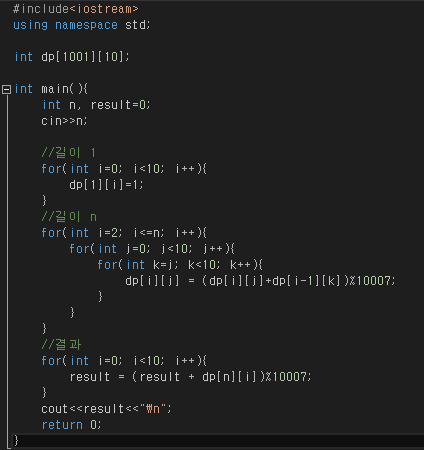 #include<iostream>
using namespace std;
int dp[1001][10];
int main(){
int n, result=0;
cin>>n;
//길이 1
for(int i=0; i<10; i++){
dp[1][i]=1;
}
//길이 n
for(int i=2; i<=n; i++){
for(int j=0; j<10; j++){
for(int k=j; k<10; k++){
dp[i][j] = (dp[i][j]+dp[i-1][k])%10007;
}
}
}
//결과
for(int i=0; i<10; i++){
result = (result + dp[n][i])%10007;
}
cout<<result<<"₩n";
return 0;
}